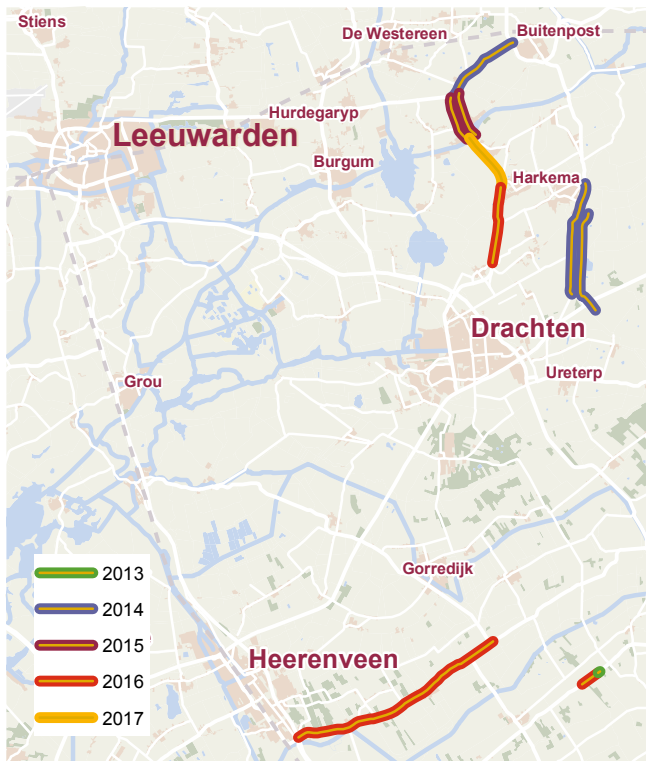 Stiens
De Westereen
Buitenpost
Hurdegaryp
Leeuwarden
Burgum
Harkema
Drachten
Grou
Ureterp
Gorredijk
2013
2014
2015
2016
2017
Heerenveen